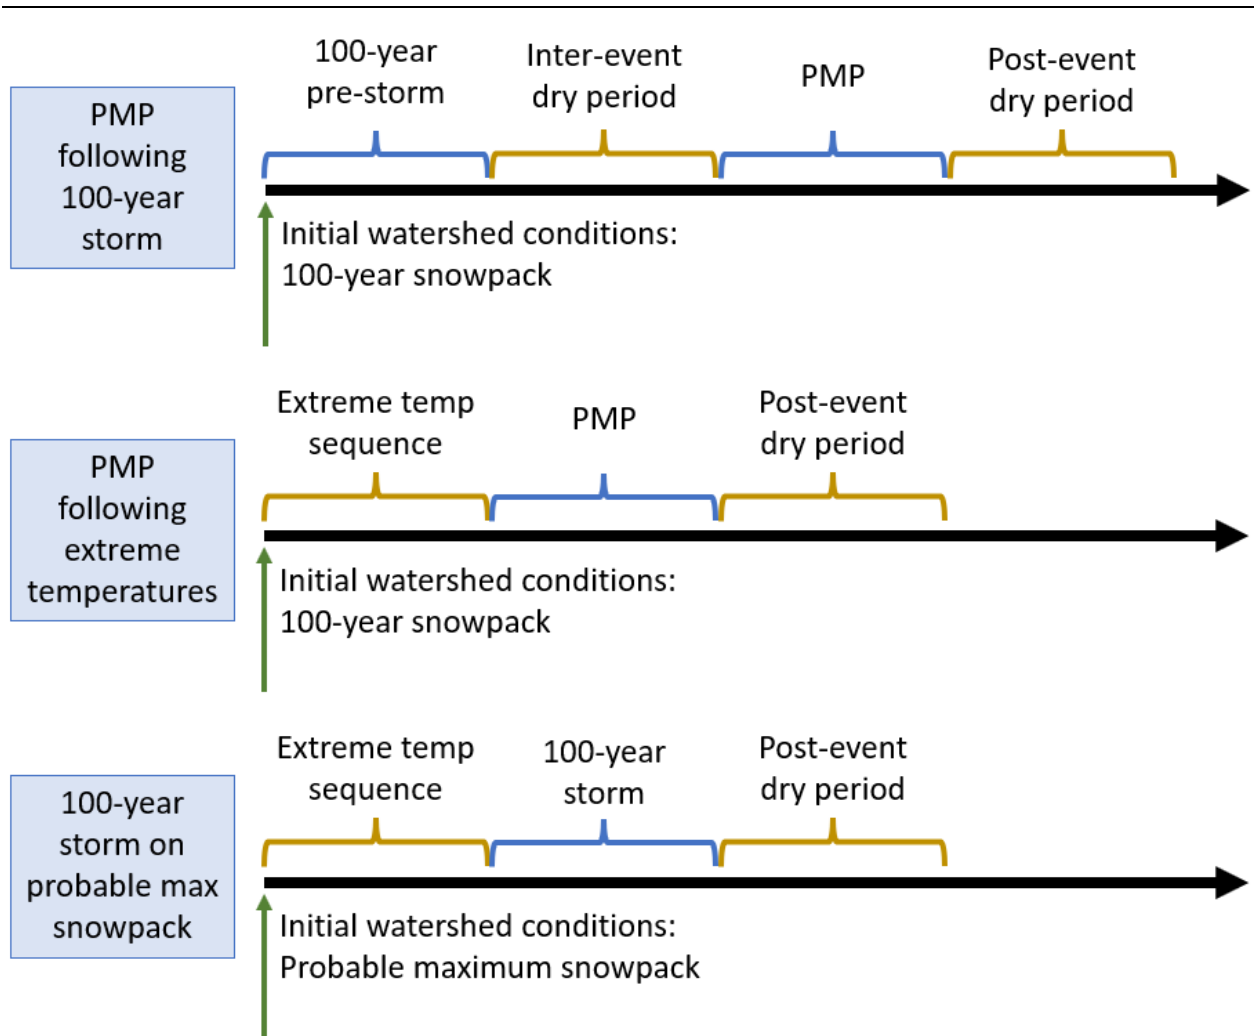 PMP
following
100-year
storm
100-year
pre-storm
Inter-event
dry period
PMP
Post-event
dry period
Initial watershed conditions:
100-year snowpack
PMP
following
extreme
temperatures
Extreme temp
sequence
PMP
Post-event
dry period
Initial watershed conditions:
100-year snowpack
100-year
storm on
probable max
snowpack
Extreme temp
sequence
100-year
storm
Post-event
dry period
Initial watershed conditions:
Probable maximum snowpack